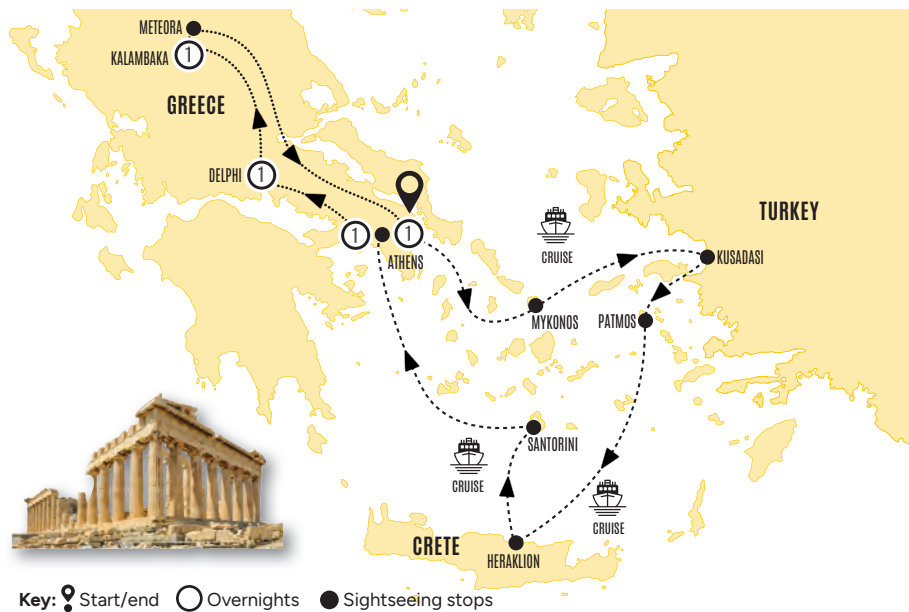 METEORA
KALAMBAKA
1
GREECE
DELPHI
1
1
1
ATHENS
CRUISE
TURKEY
KUSADASI
MYKONOS
PATMOS
SANTORINI
CRUISE
CRUISE
CRETE
HERAKLION
Key: Start/end Overnights Sightseeing stops